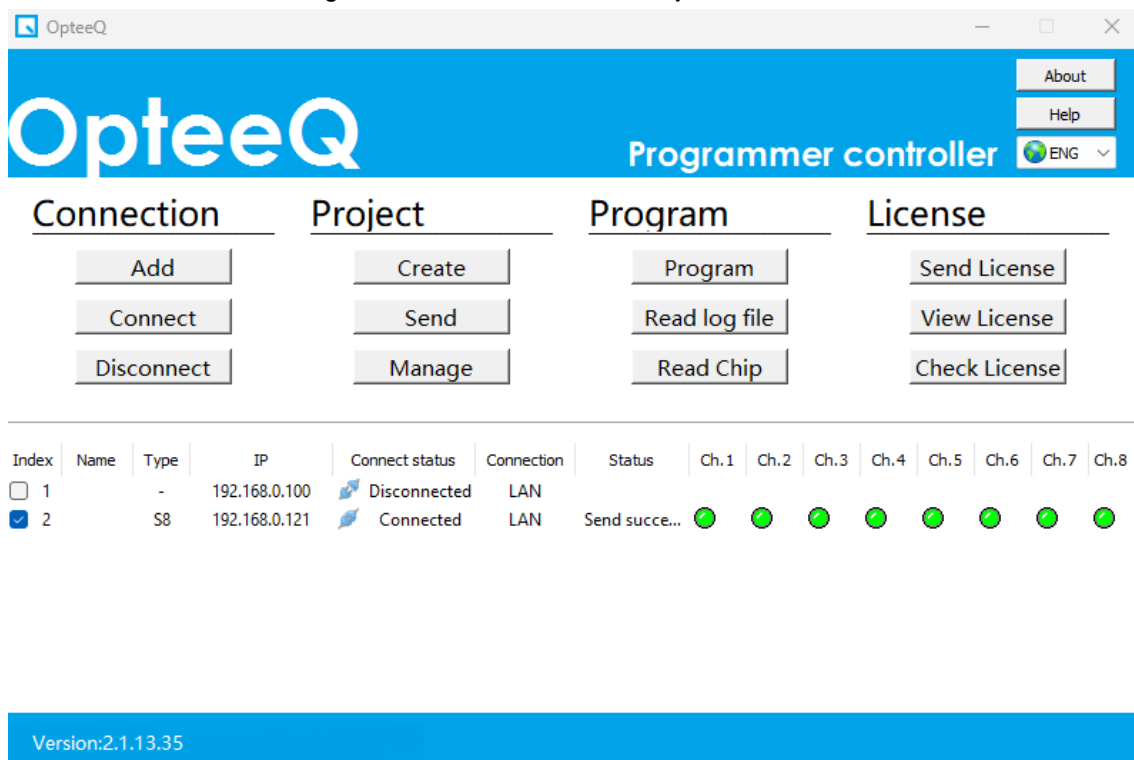 OpteeQ
About
Help
OpteeQ
Programmer controller
ENG
Connection Project Program License
Add Create Program Send License
Connect Send Read log file View License
Disconnect Manage Read Chip Check License
Index Name Type IP Connect status Connection Status Ch.1 Ch.2 Ch.3 Ch.4 Ch.5 Ch.6 Ch.7 Ch.8
1 - 192.168.0.100 Disconnected LAN
2 S8 192.168.0.121 Connected LAN Send succe...
Version:2.1.13.35